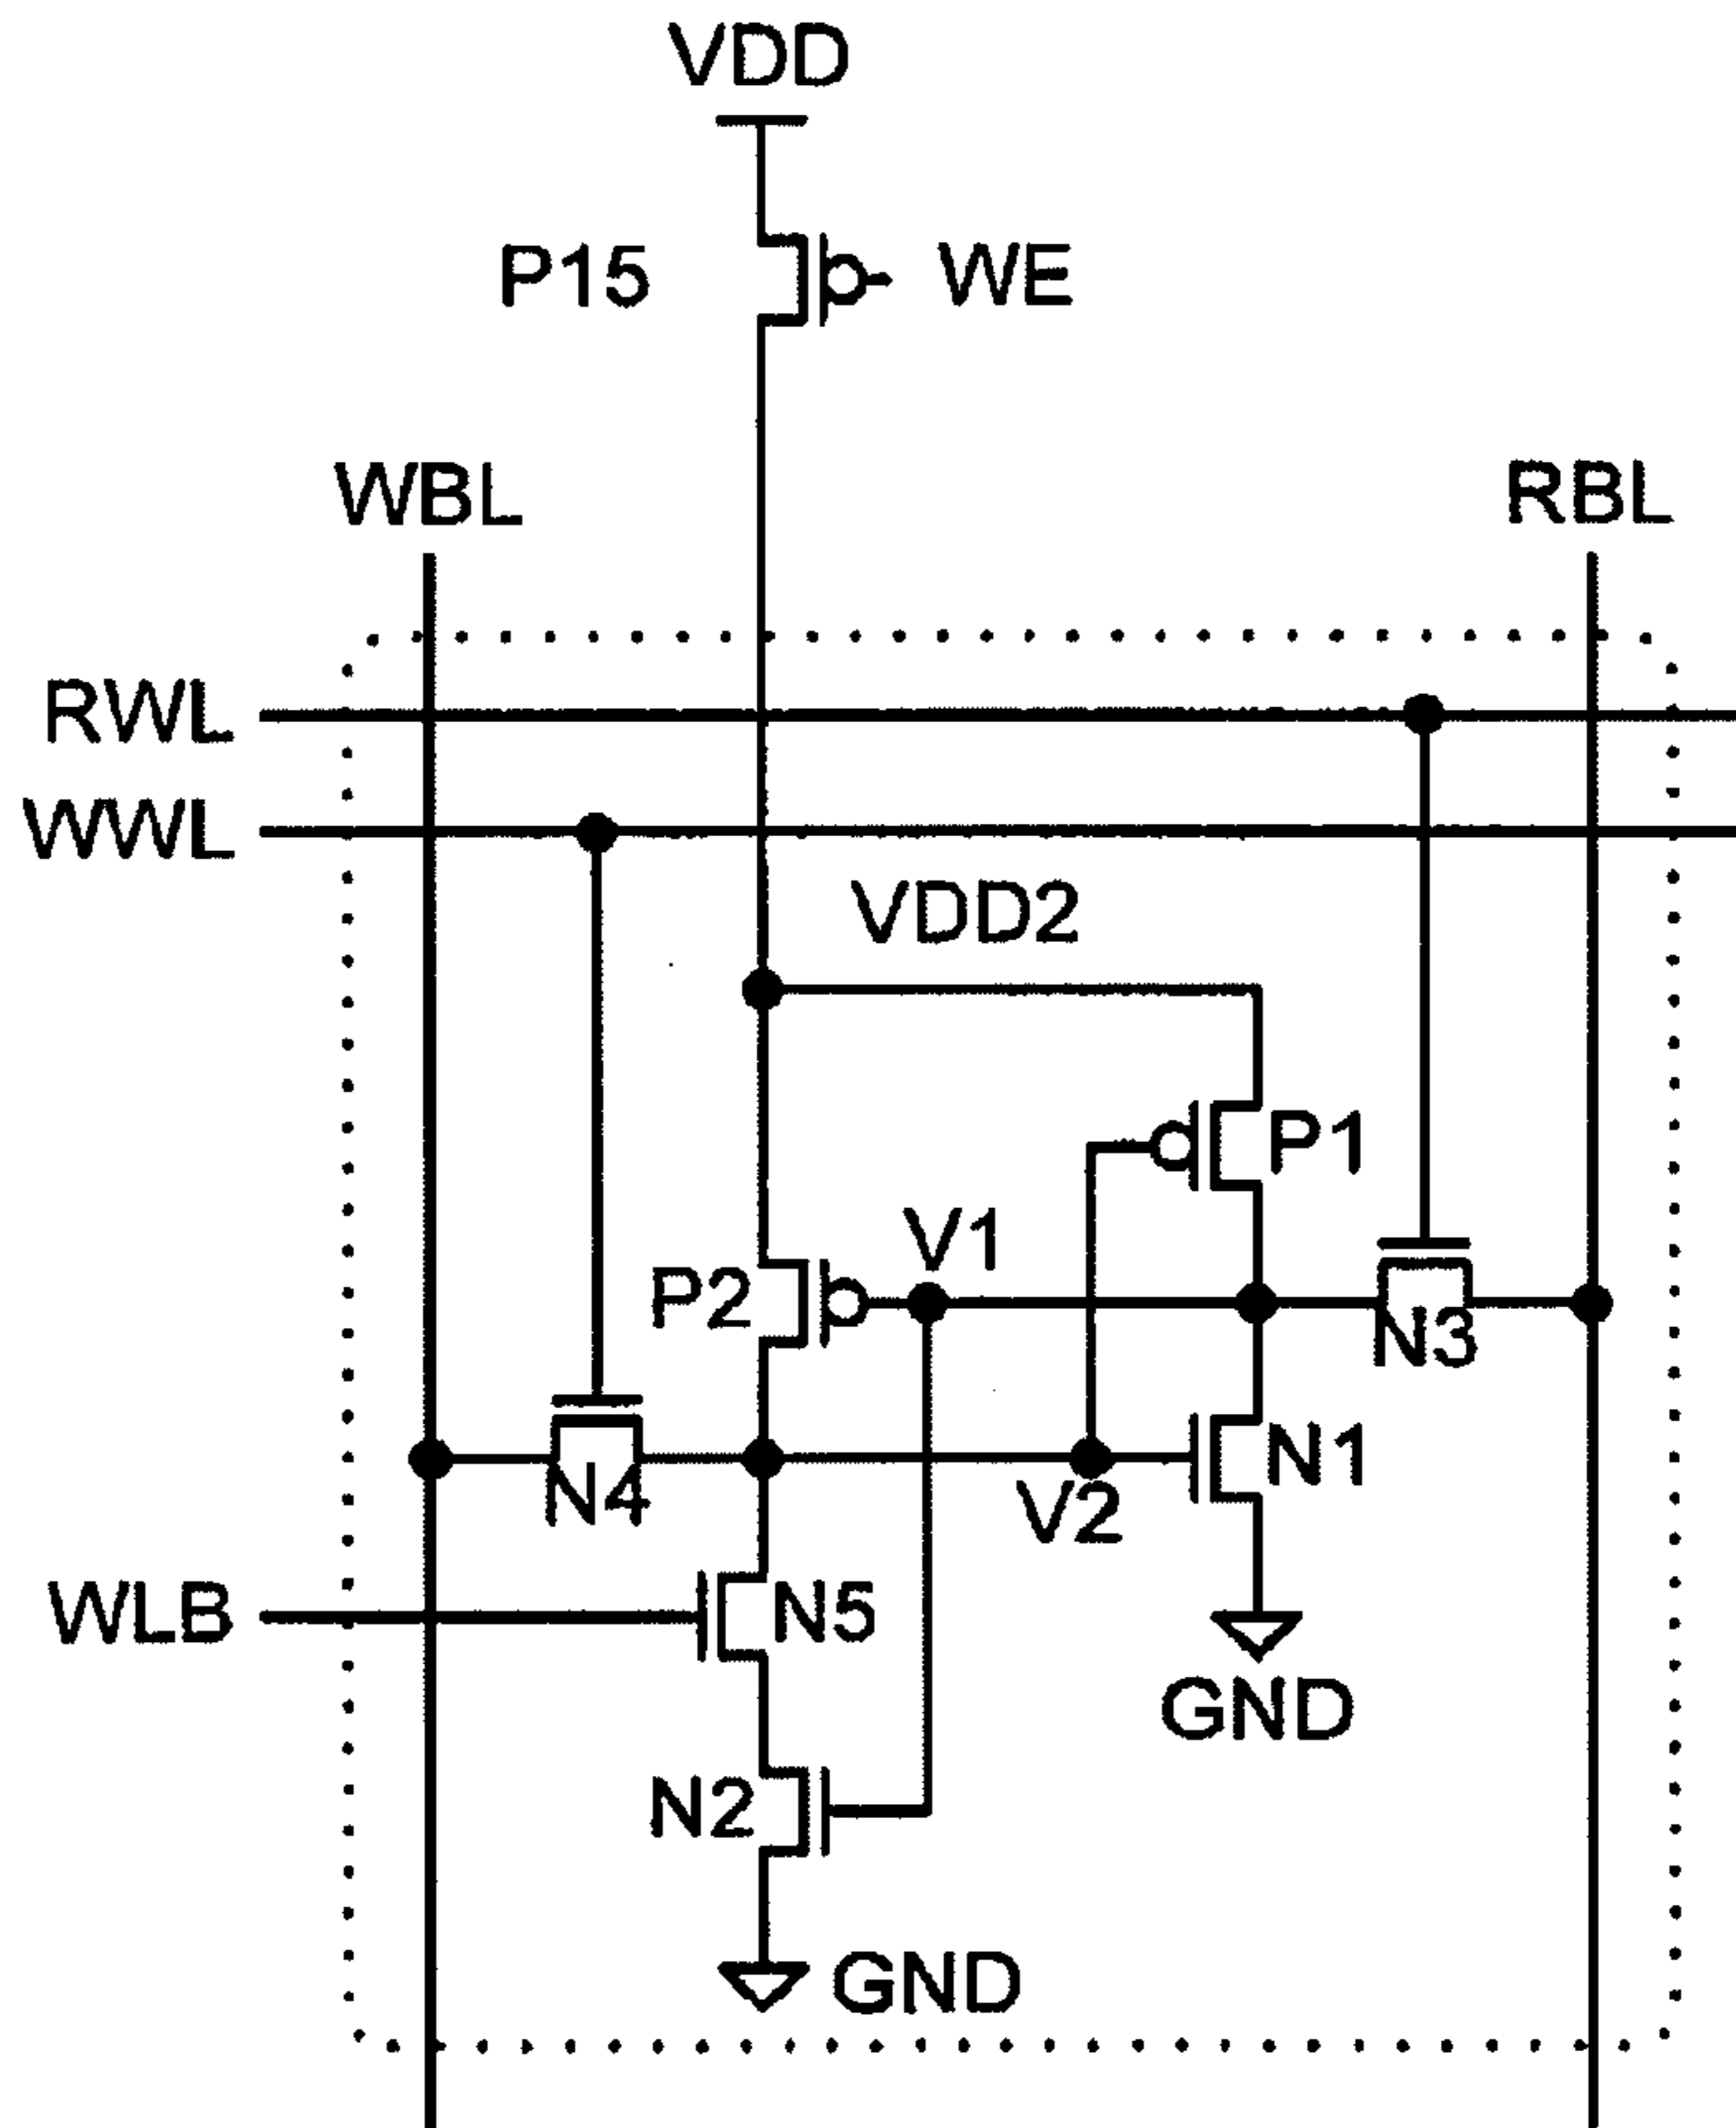 VDD
P15 WE
WBL RBL
RWL
WWL
VDD2
P1
V1
P2
N3
N1
N4
V2
WLB N5
GND
N2
GND